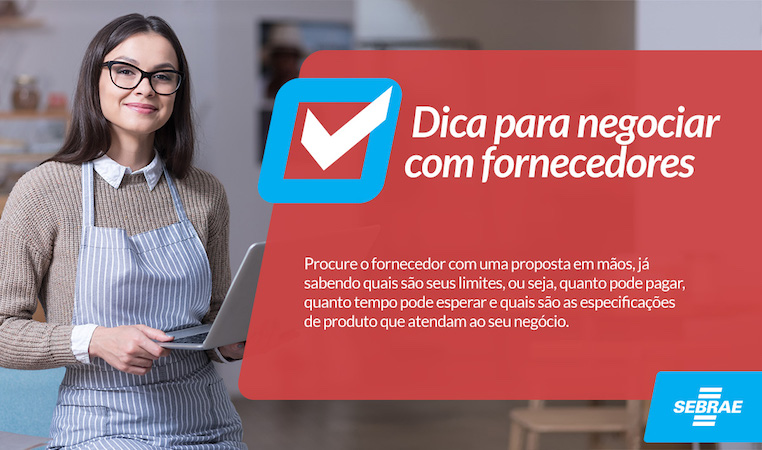 Dica para negociar
com fornecedores
Procure o fornecedor com uma proposta em mãos, já
sabendo quais são seus limites, ou seja, quanto pode pagar,
quanto tempo pode esperar e quais são as especificações
de produto que atendam ao seu negócio.
SEBRAE